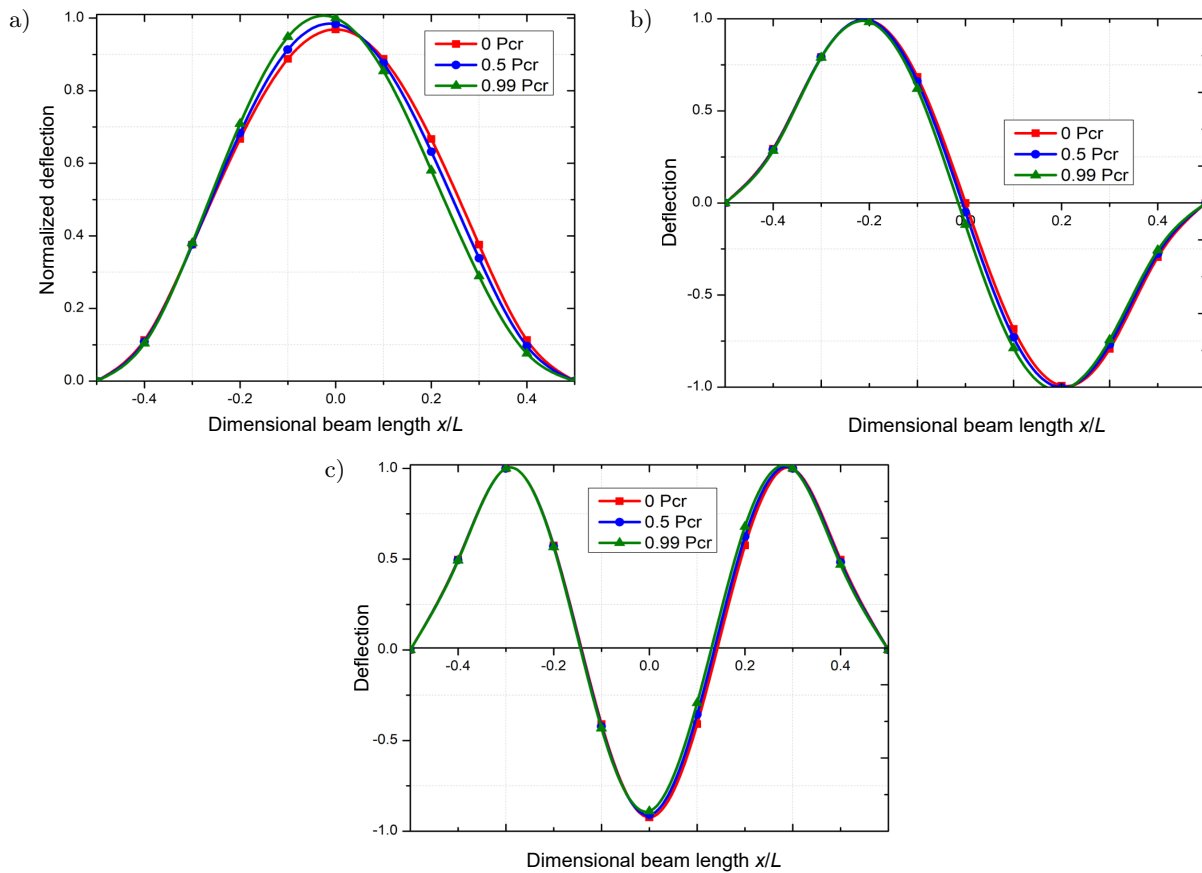 a)
Normalized deflection
1.0
0.8
0.6
0.4
0.2
0.0
-0.4
-0.2
0.0
0.2
0.4
0 Pcr
0.5 Pcr
0.99 Pcr
Dimensional beam length x/L
b)
Deflection
1.0
0.5
0.0
-0.5
-1.0
-0.4
-0.2
0.0
0.2
0.4
0 Pcr
0.5 Pcr
0.99 Pcr
Dimensional beam length x/L
c)
Deflection
1.0
0.5
0.0
-0.5
-1.0
-0.4
-0.2
0.0
0.2
0.4
0 Pcr
0.5 Pcr
0.99 Pcr
Dimensional beam length x/L